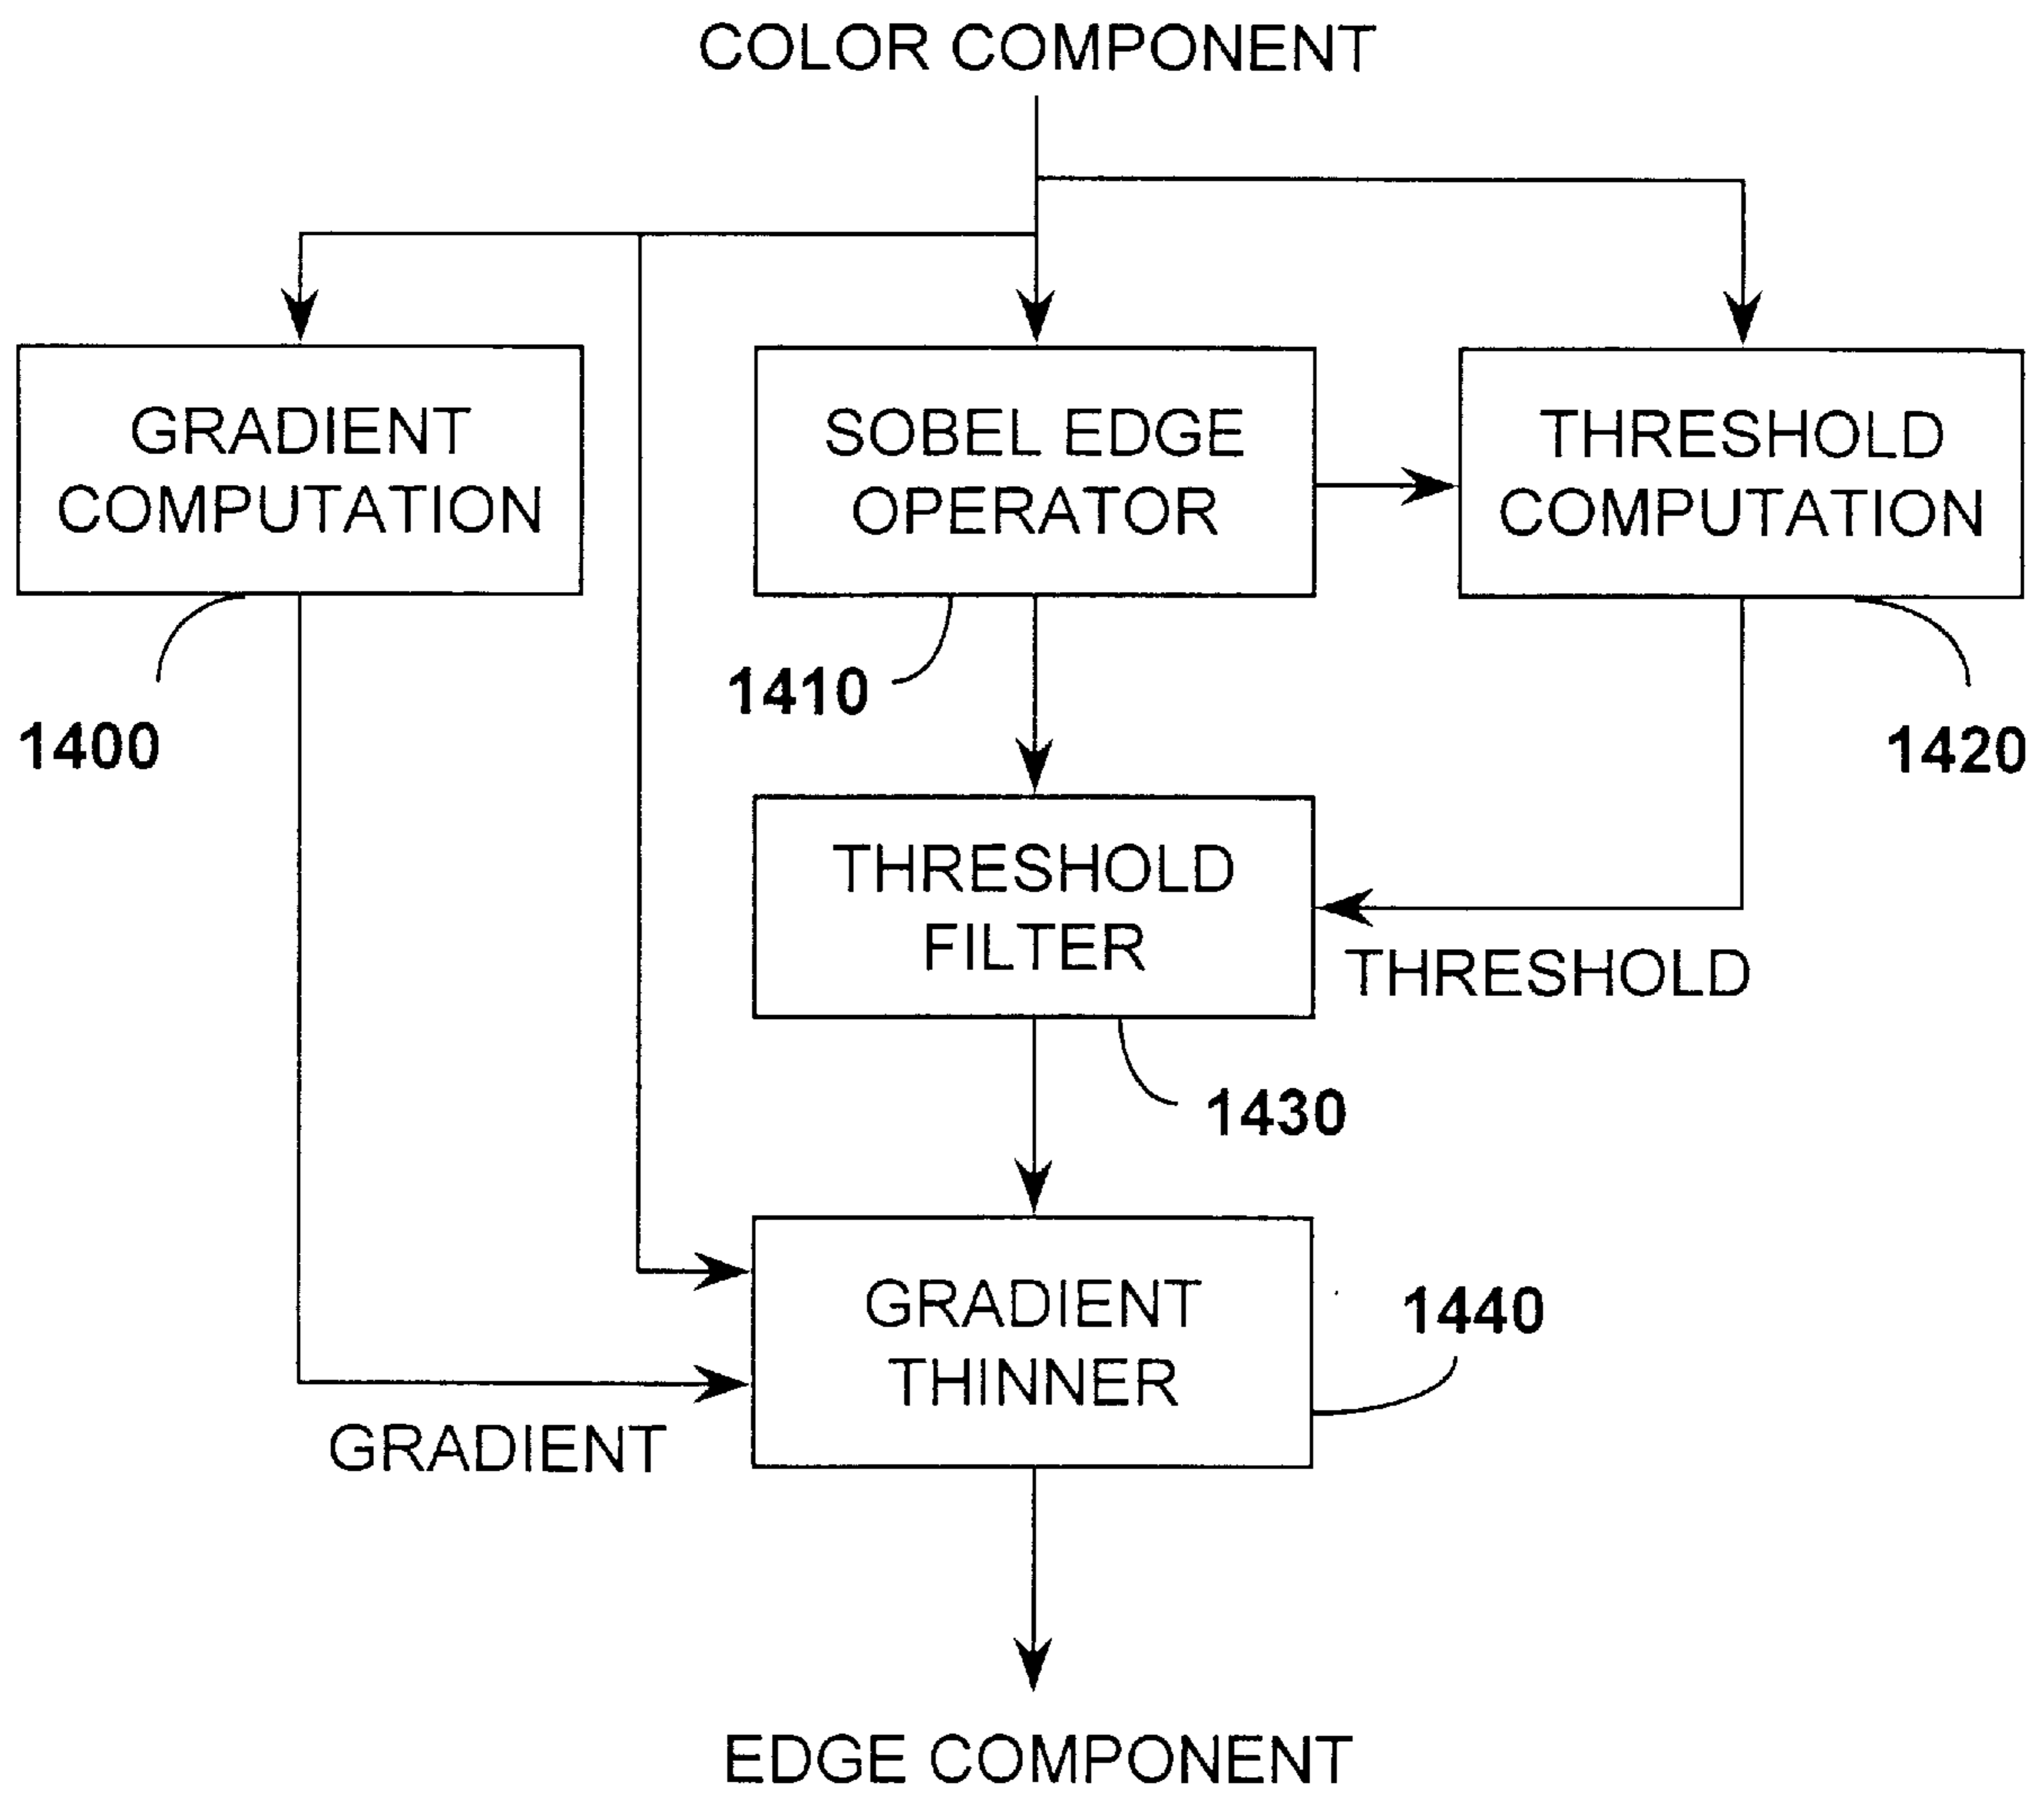 COLOR COMPONENT
GRADIENT
COMPUTATION
SOBEL EDGE
OPERATOR
THRESHOLD
COMPUTATION
1400
1410
1420
THRESHOLD
FILTER
THRESHOLD
1430
GRADIENT
THINNER
1440
GRADIENT
EDGE COMPONENT